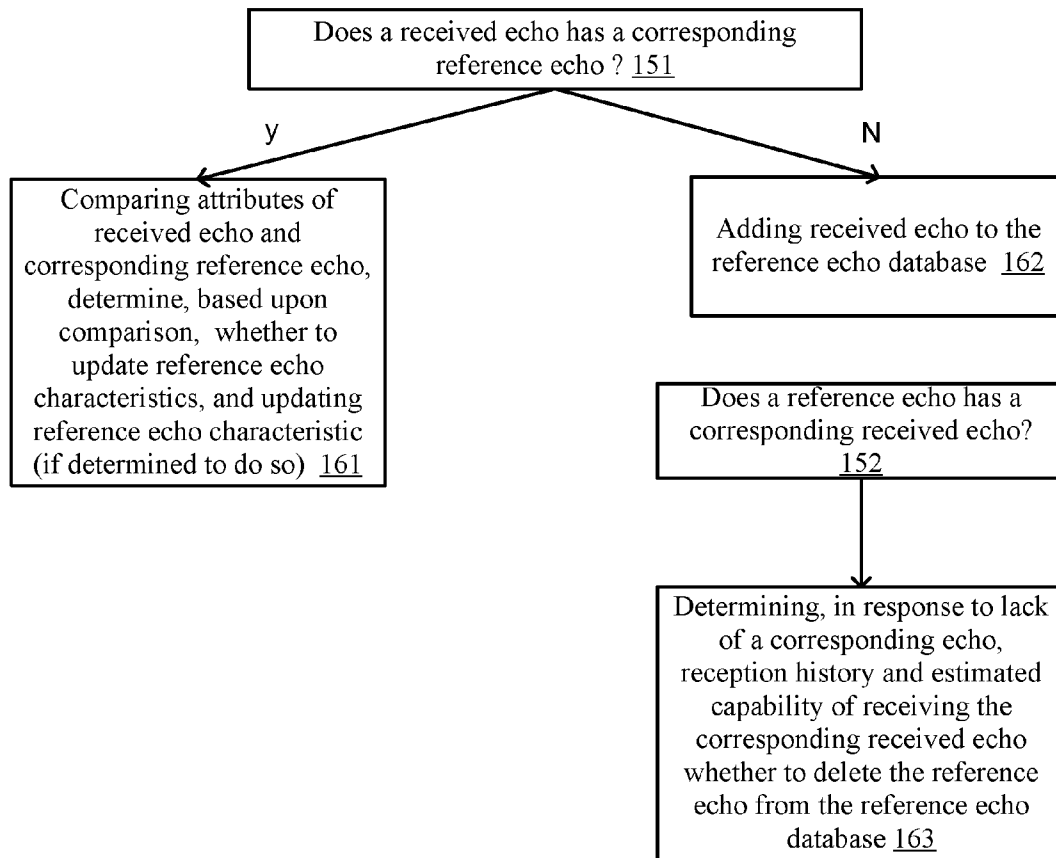 Does a received echo has a corresponding
reference echo ? 151
y
N
Comparing attributes of
received echo and
corresponding reference echo,
determine, based upon
comparison, whether to
update reference echo
characteristics, and updating
reference echo characteristic
(if determined to do so) 161
Adding received echo to the
reference echo database 162
Does a reference echo has a
corresponding received echo?
152
Determining, in response to lack
of a corresponding echo,
reception history and estimated
capability of receiving the
corresponding received echo
whether to delete the reference
echo from the reference echo
database 163